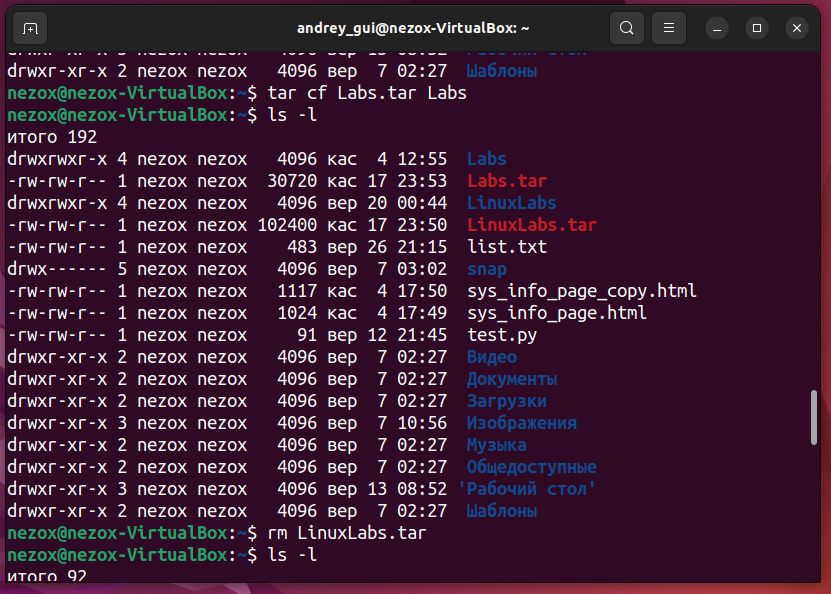 andrey_gui@nezox-VirtualBox: ~
drwxr-xr-x 3 nezox nezox 4096 вер 13 08:52 'Рабочий стол'
drwxr-xr-x 2 nezox nezox 4096 вер 7 02:27 Шаблоны
nezox@nezox-VirtualBox:~$ tar cf Labs.tar Labs
nezox@nezox-VirtualBox:~$ ls -l
итого 192
drwxrwxr-x 4 nezox nezox 4096 кас 4 12:55 Labs
-rw-rw-r-- 1 nezox nezox 30720 кас 17 23:53 Labs.tar
drwxrwxr-x 4 nezox nezox 4096 вер 20 00:44 LinuxLabs
-rw-rw-r-- 1 nezox nezox 102400 кас 17 23:50 LinuxLabs.tar
-rw-rw-r-- 1 nezox nezox 483 вер 26 21:15 list.txt
drwx------ 5 nezox nezox 4096 вер 7 03:02 snap
-rw-rw-r-- 1 nezox nezox 1117 кас 4 17:50 sys_info_page_copy.html
-rw-rw-r-- 1 nezox nezox 1024 кас 4 17:49 sys_info_page.html
-rw-rw-r-- 1 nezox nezox 91 вер 12 21:45 test.py
drwxr-xr-x 2 nezox nezox 4096 вер 7 02:27 Видео
drwxr-xr-x 2 nezox nezox 4096 вер 7 02:27 Документы
drwxr-xr-x 2 nezox nezox 4096 вер 7 02:27 Загрузки
drwxr-xr-x 3 nezox nezox 4096 вер 7 10:56 Изображения
drwxr-xr-x 2 nezox nezox 4096 вер 7 02:27 Музыка
drwxr-xr-x 2 nezox nezox 4096 вер 7 02:27 Общедоступные
drwxr-xr-x 3 nezox nezox 4096 вер 13 08:52 'Рабочий стол'
drwxr-xr-x 2 nezox nezox 4096 вер 7 02:27 Шаблоны
nezox@nezox-VirtualBox:~$ rm LinuxLabs.tar
nezox@nezox-VirtualBox:~$ ls -l
итого 92